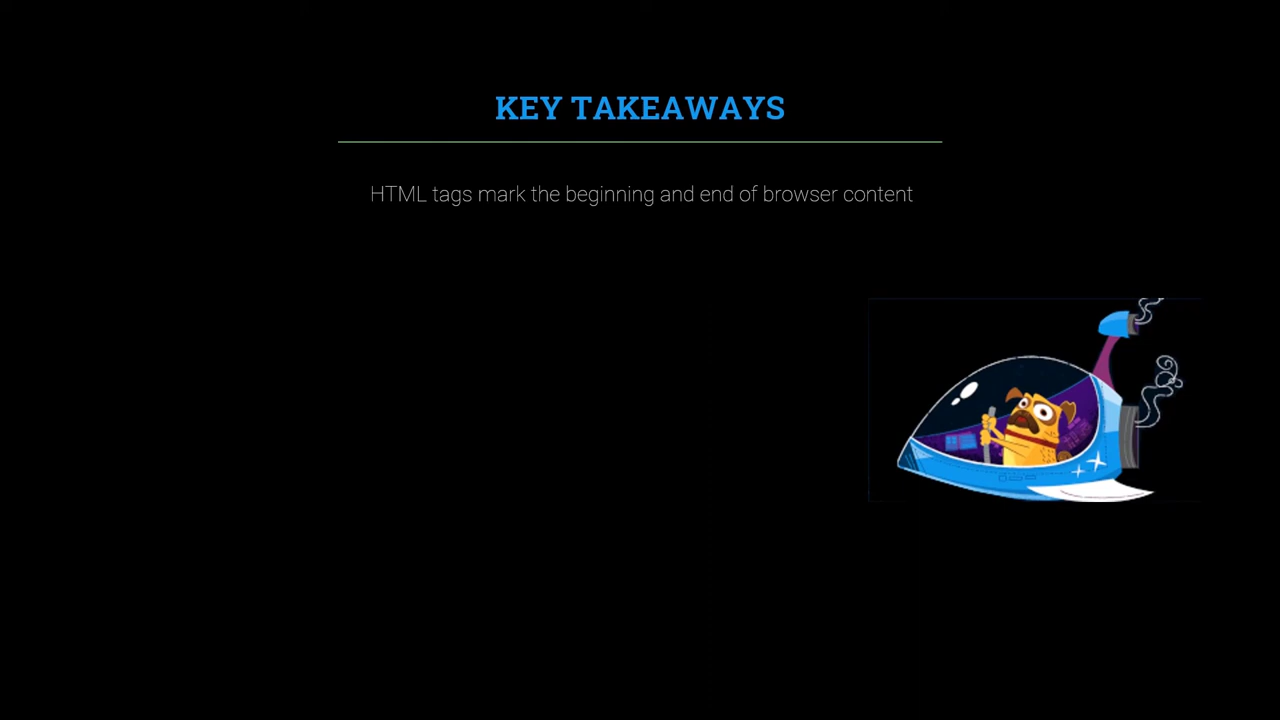 KEY TAKEAWAYS
HTML tags mark the beginning and end of browser content